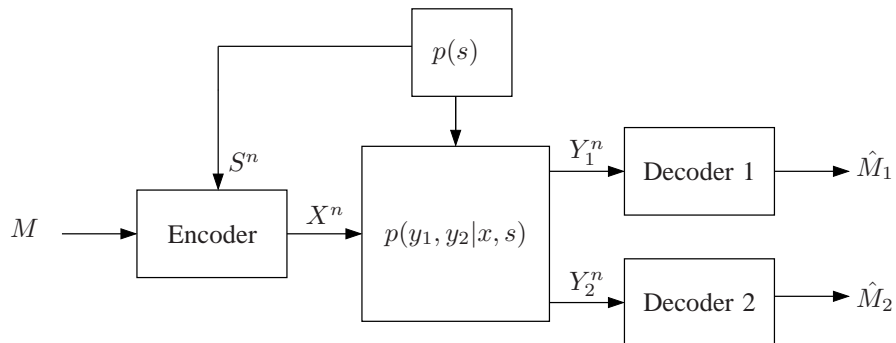 p(s)
S^n
Y_1^n
Decoder 1
\hat{M}_1
M
Encoder
X^n
p(y_1, y_2|x, s)
Y_2^n
Decoder 2
\hat{M}_2